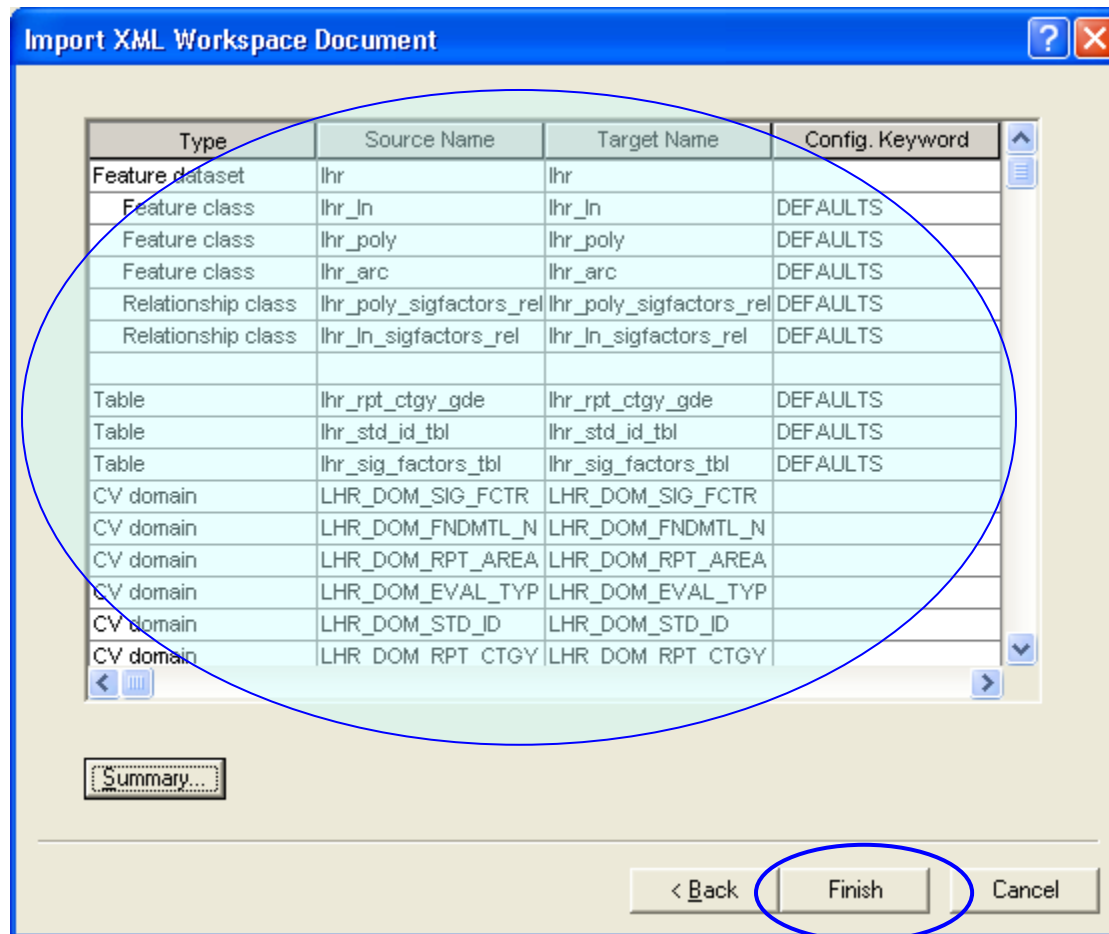 Import XML Workspace Document
Type Source Name Target Name Config. Keyword
Feature dataset lhr lhr
Feature class lhr_ln lhr_ln DEFAULTS
Feature class lhr_poly lhr_poly DEFAULTS
Feature class lhr_arc lhr_arc DEFAULTS
Relationship class lhr_poly_sigfactors_rel lhr_poly_sigfactors_rel DEFAULTS
Relationship class lhr_ln_sigfactors_rel lhr_ln_sigfactors_rel DEFAULTS
Table lhr_rpt_ctgy_gde lhr_rpt_ctgy_gde DEFAULTS
Table lhr_std_id_tbl lhr_std_id_tbl DEFAULTS
Table lhr_sig_factors_tbl lhr_sig_factors_tbl DEFAULTS
CV domain LHR_DOM_SIG_FCTR LHR_DOM_SIG_FCTR
CV domain LHR_DOM_FNDMTL_N LHR_DOM_FNDMTL_N
CV domain LHR_DOM_RPT_AREA LHR_DOM_RPT_AREA
CV domain LHR_DOM_EVAL_TYP LHR_DOM_EVAL_TYP
CV domain LHR_DOM_STD_ID LHR_DOM_STD_ID
CV domain LHR_DOM_RPT_CTGY LHR_DOM_RPT_CTGY
Summary...
< Back Finish Cancel